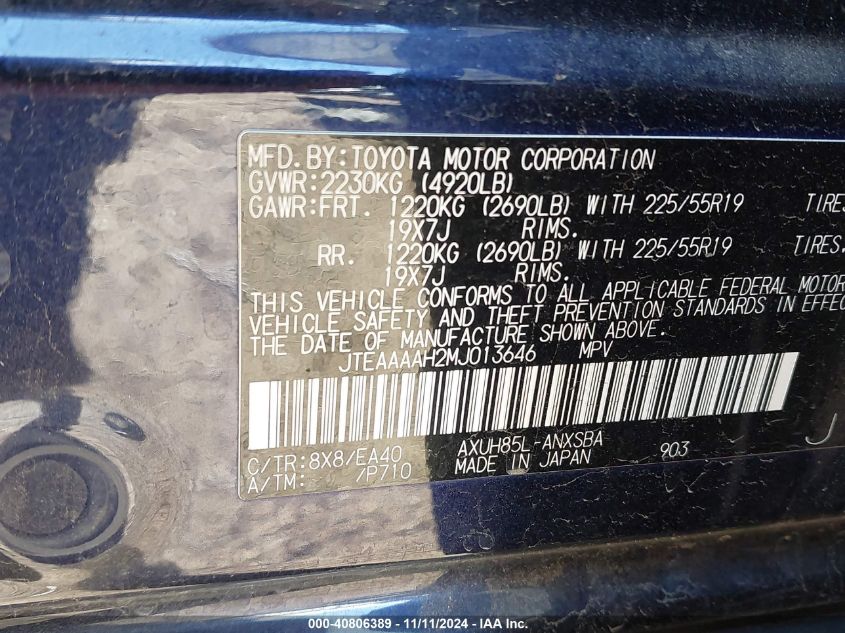 MFD. BY: TOYOTA MOTOR CORPORATION
GVWR: 2230KG (4920LB)
GAWR: FRT. 1220KG (2690LB) WITH 225/55R19 TIRES
19X7J RIMS.
RR. 1220KG (2690LB) WITH 225/55R19 TIRES.
19X7J RIMS.
THIS VEHICLE CONFORMS TO ALL APPLICABLE FEDERAL MOTOR
VEHICLE SAFETY AND THEFT PREVENTION STANDARDS IN EFFEC
THE DATE OF MANUFACTURE SHOWN ABOVE.
JTEAAAAH2MJ013646 MPV
AXUH85L-ANXSBA 903 J
C/TR: 8X8/EA40 MADE IN JAPAN
A/TM: /P710
000-40806389 - 11/11/2024 - IAA Inc.